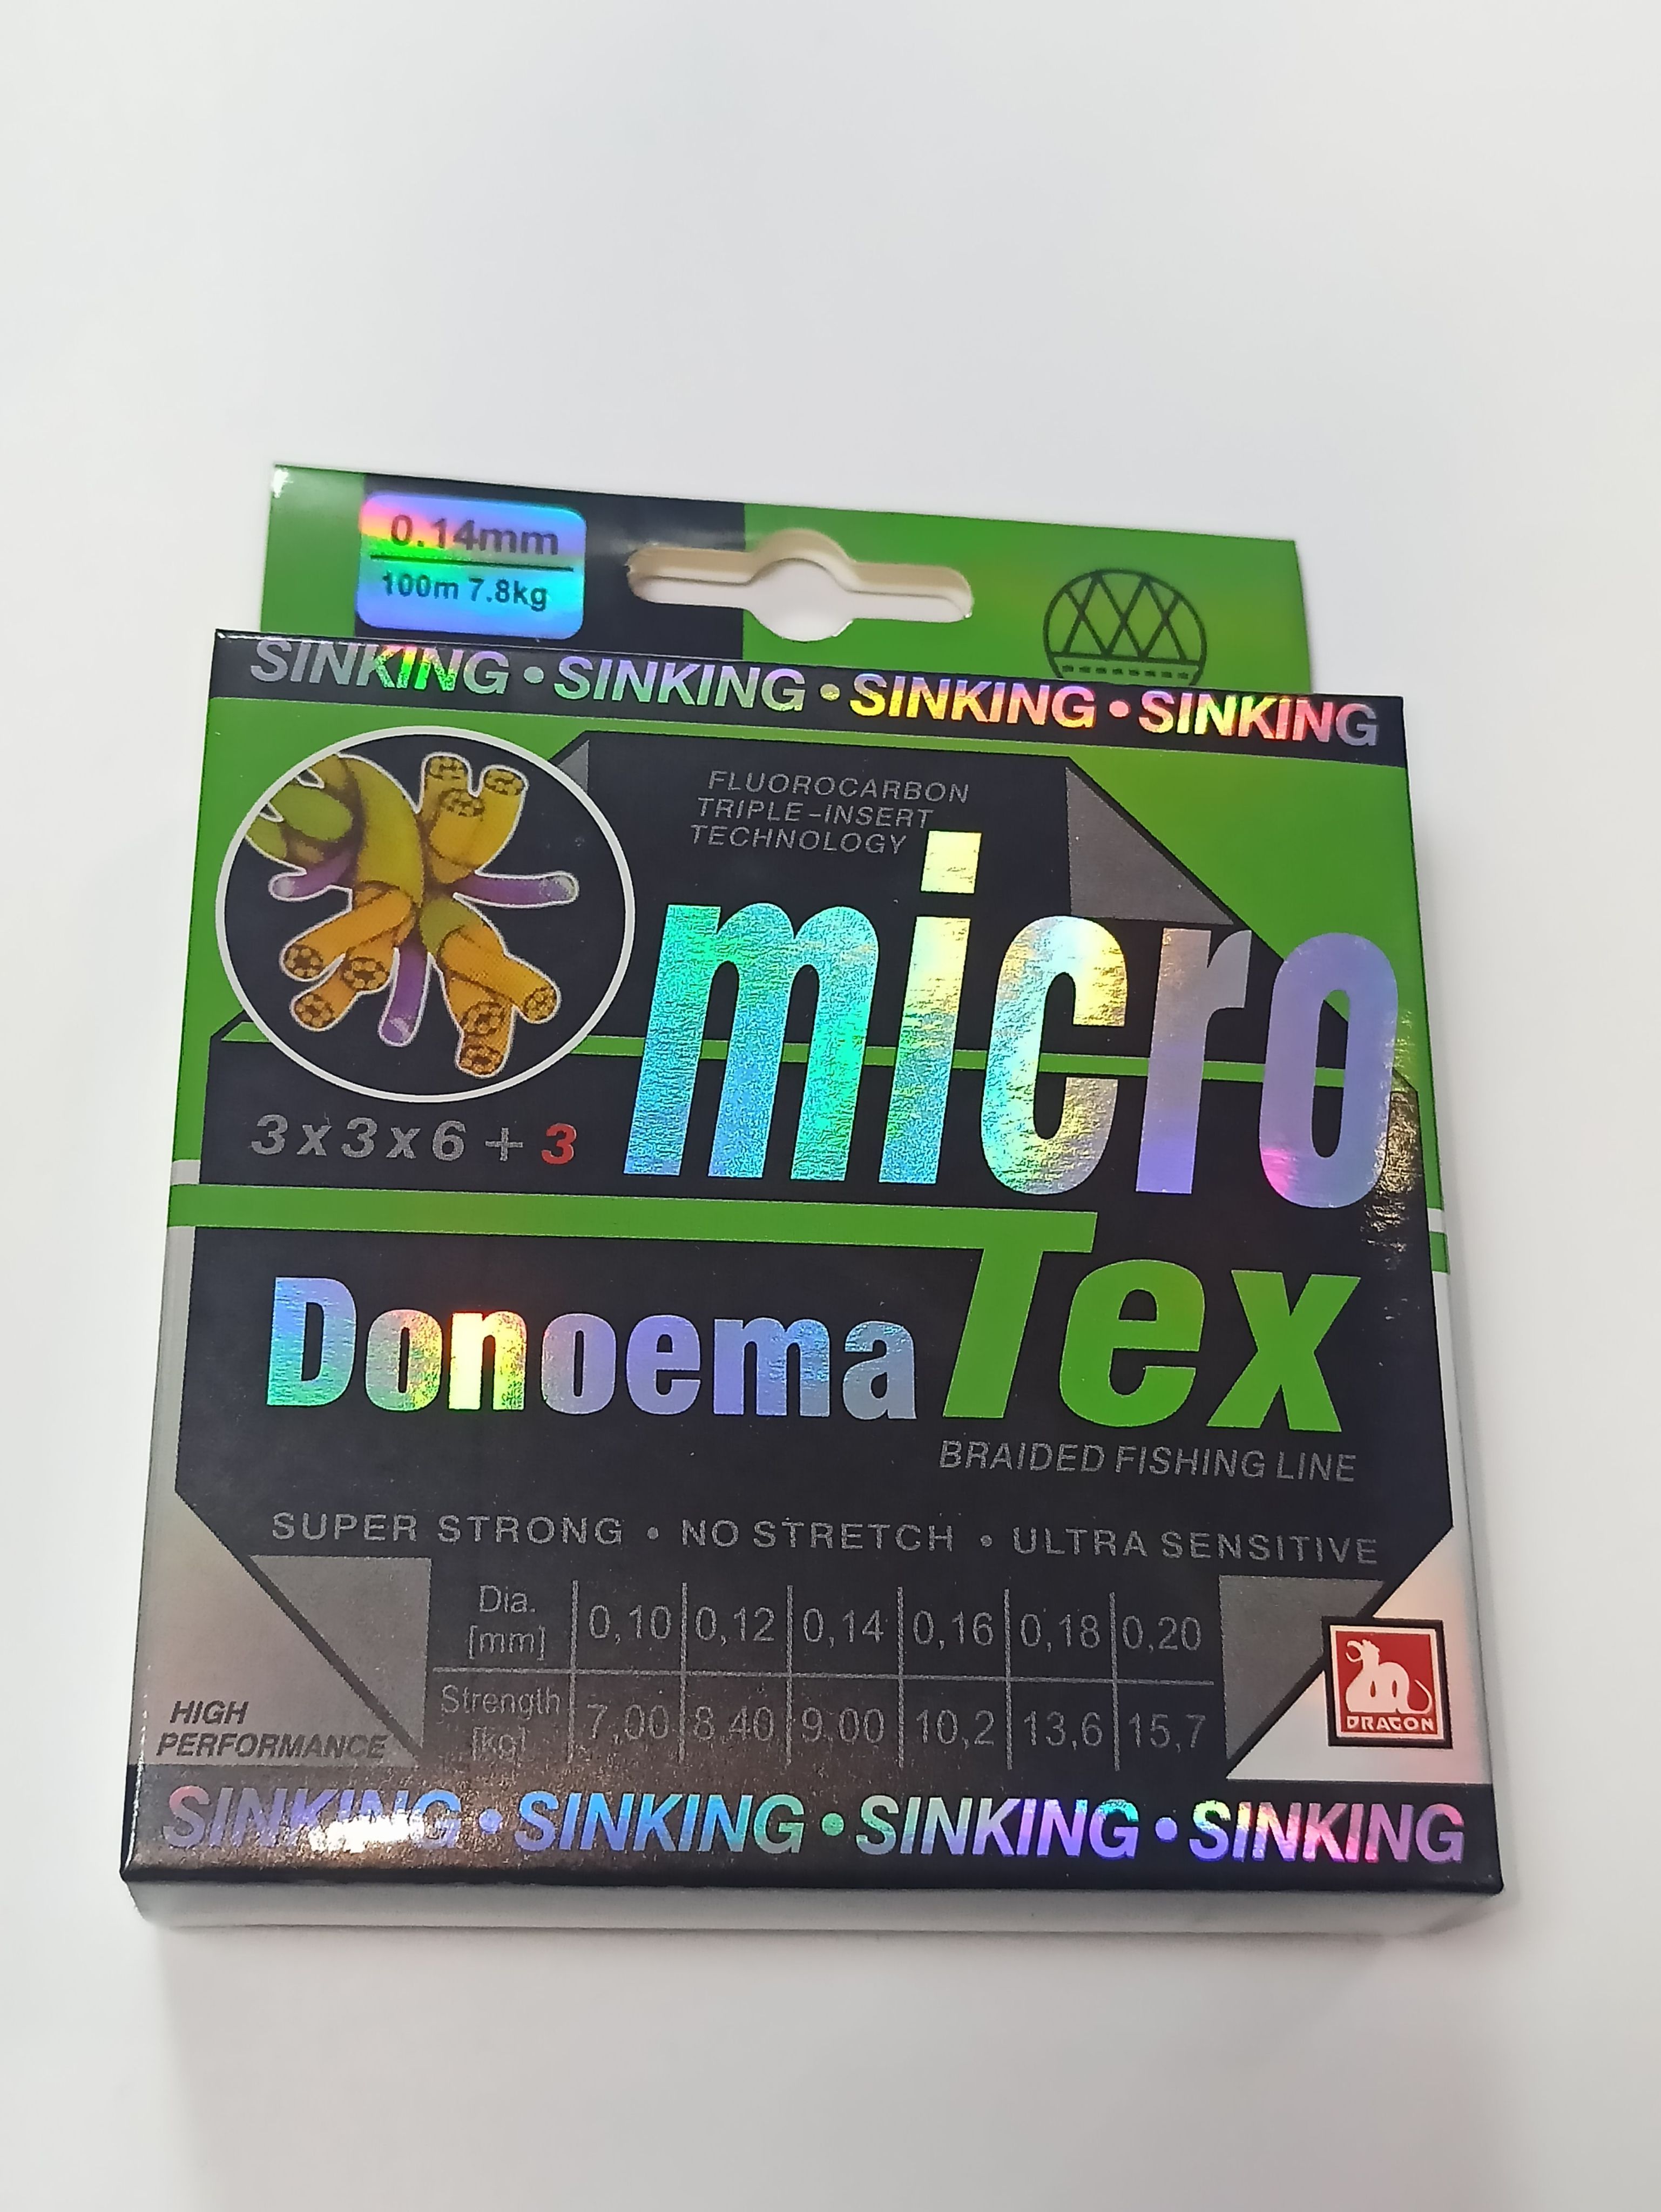 0.14mm
100m 7.8kg
SINKING • SINKING • SINKING • SINKING
FLUOROCARBON
TRIPLE-INSERT
TECHNOLOGY
micro
3x3x6+3
Donoema Tex
BRAIDED FISHING LINE
SUPER STRONG • NO STRETCH • ULTRA SENSITIVE
Dia. [mm] 0,10 0,12 0,14 0,16 0,18 0,20
Strength [kg] 7,00 8,40 9,00 10,2 13,6 15,7
HIGH
PERFORMANCE
DRAGON
SINKING • SINKING • SINKING • SINKING